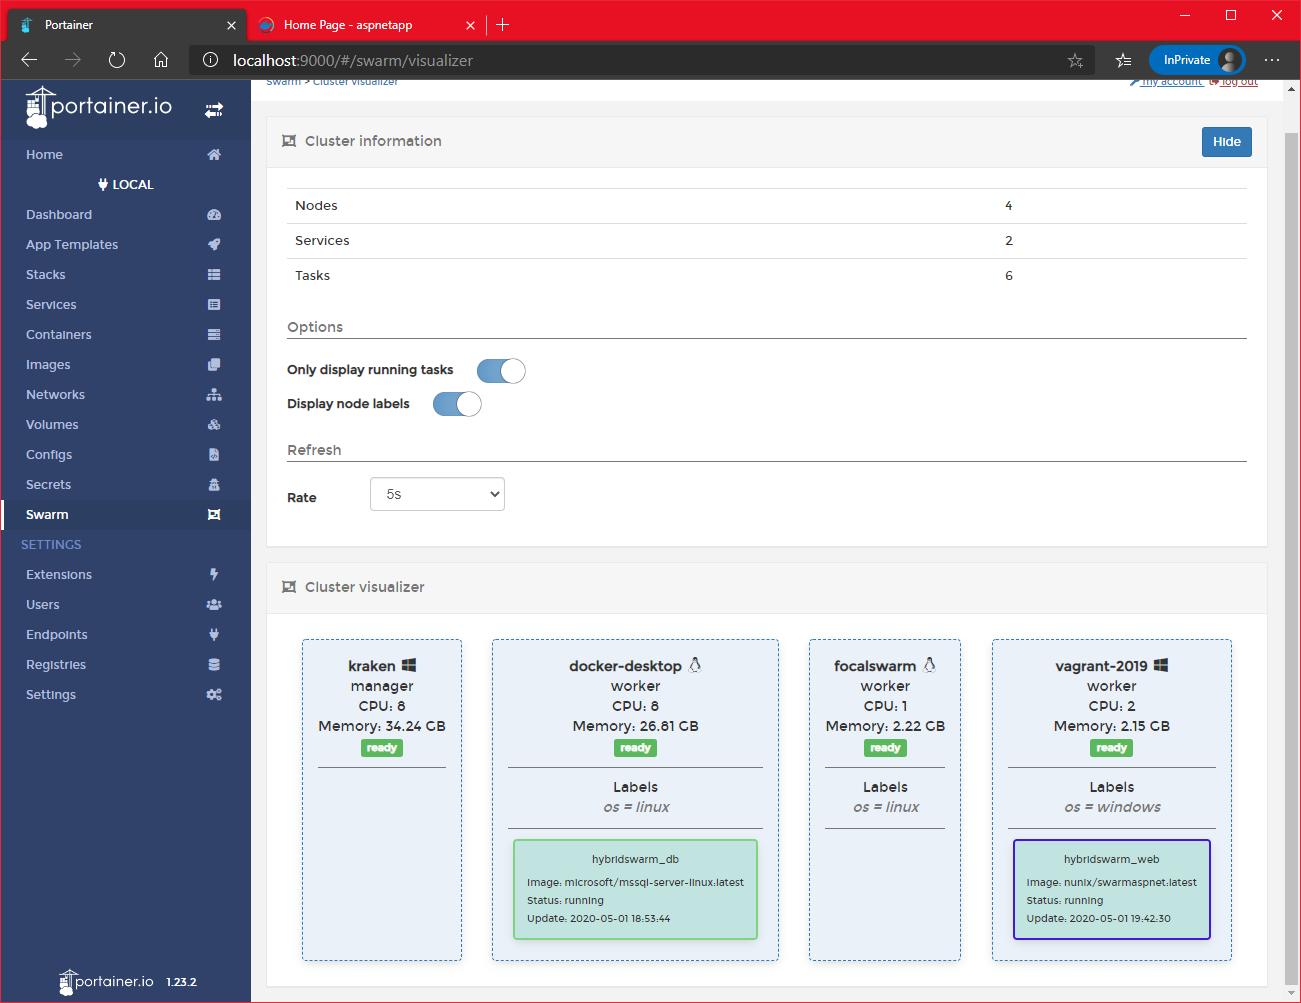 Portainer
Home Page - aspnetapp
localhost:9000/#/swarm/visualizer
InPrivate
portainer.io
Home
LOCAL
Dashboard
App Templates
Stacks
Services
Containers
Images
Networks
Volumes
Configs
Secrets
Swarm
SETTINGS
Extensions
Users
Endpoints
Registries
Settings
portainer.io 1.23.2
Swarm > Cluster visualizer
my account log out
Cluster information
Hide
Nodes 4
Services 2
Tasks 6
Options
Only display running tasks
Display node labels
Refresh
Rate 5s
Cluster visualizer
kraken
manager
CPU: 8
Memory: 34.24 GB
ready
docker-desktop
worker
CPU: 8
Memory: 26.81 GB
ready
Labels
os = linux
hybridswarm_db
Image: microsoft/mssql-server-linux:latest
Status: running
Update: 2020-05-01 18:53:44
focalswarm
worker
CPU: 1
Memory: 2.22 GB
ready
Labels
os = linux
vagrant-2019
worker
CPU: 2
Memory: 2.15 GB
ready
Labels
os = windows
hybridswarm_web
Image: nunix/swarmaspnet:latest
Status: running
Update: 2020-05-01 19:42:30